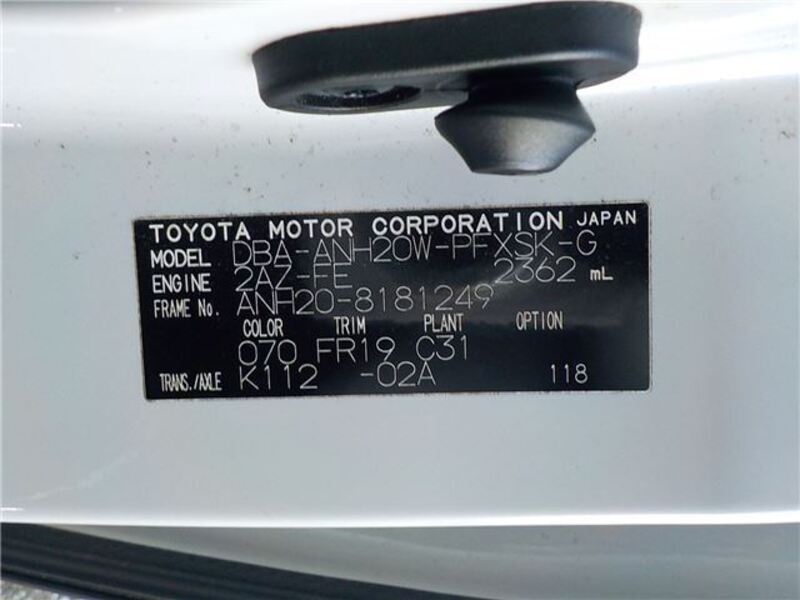 TOYOTA MOTOR CORPORATION JAPAN
MODEL DBA-ANH20W-PFXSK-G
ENGINE 2AZ-FE 2362 mL
FRAME No. ANH20-8181249
COLOR TRIM PLANT OPTION
070 FR19 C31
TRANS./AXLE K112 -02A 118